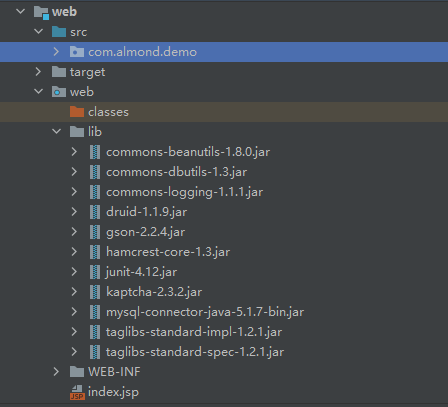 web
src
com.almond.demo
target
web
classes
lib
commons-beanutils-1.8.0.jar
commons-dbutils-1.3.jar
commons-logging-1.1.1.jar
druid-1.1.9.jar
gson-2.2.4.jar
hamcrest-core-1.3.jar
junit-4.12.jar
kaptcha-2.3.2.jar
mysql-connector-java-5.1.7-bin.jar
taglibs-standard-impl-1.2.1.jar
taglibs-standard-spec-1.2.1.jar
WEB-INF
JSP index.jsp